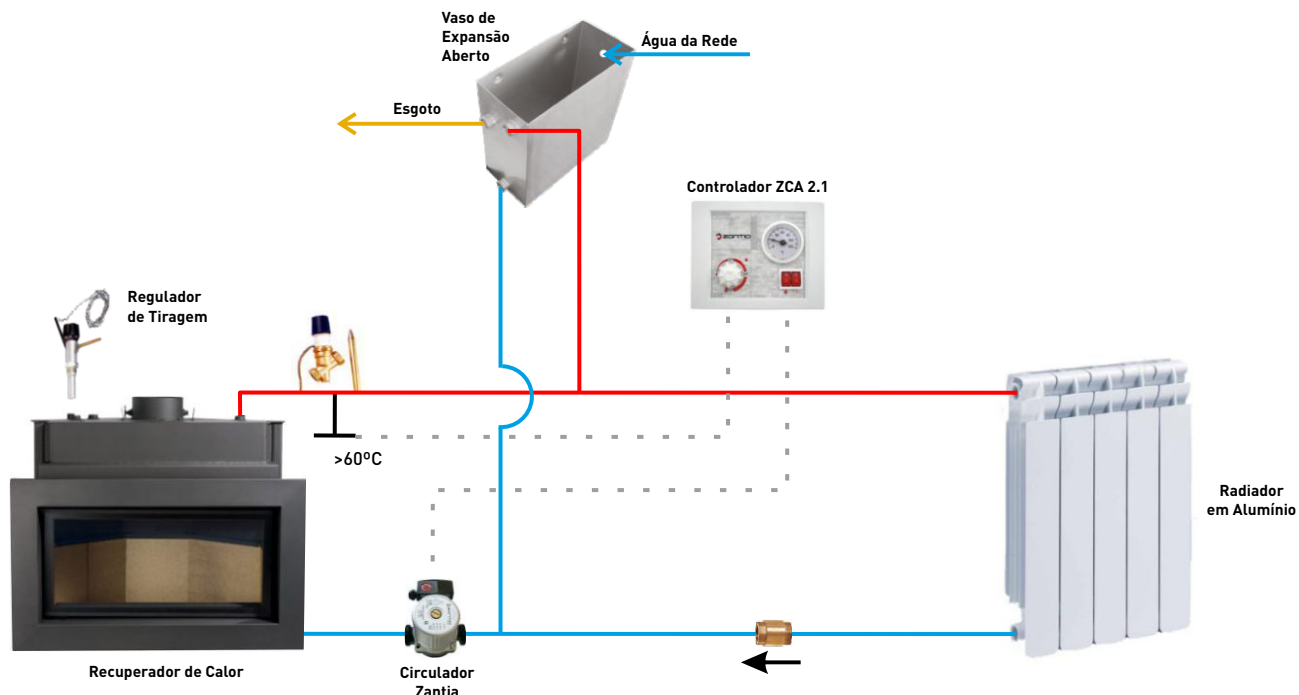 Vaso de
Expansão
Aberto
Água da Rede
Esgoto
Controlador ZCA 2.1
Regulador
de Tiragem
>60ºC
Radiador
em Alumínio
Recuperador de Calor
Circulador
Zantia